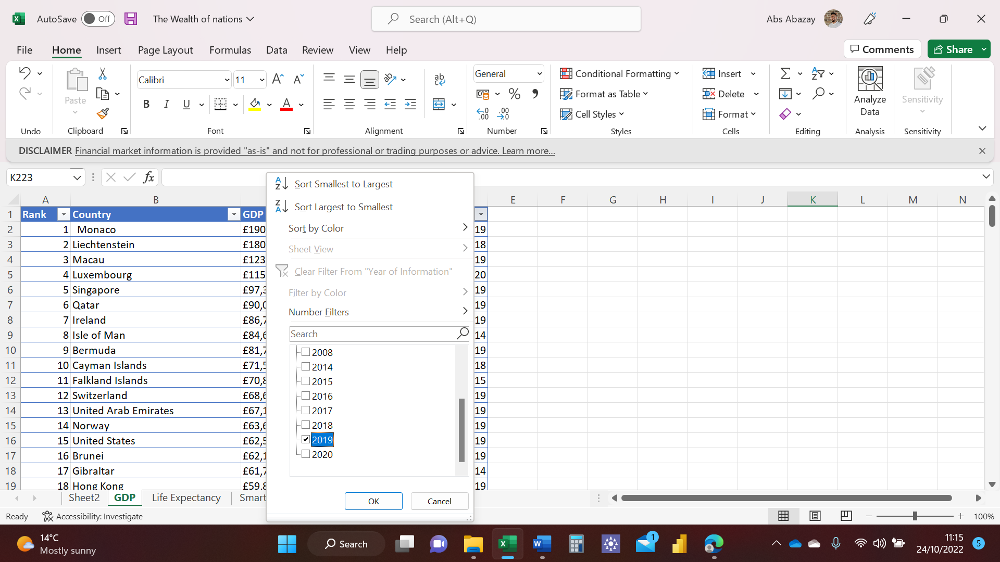 AutoSave Off The Wealth of nations Search (Alt+Q) Abs Abazay
File Home Insert Page Layout Formulas Data Review View Help Comments Share
Paste
Calibri 11
B I U
ab
General
% ,
.00 .00
Conditional Formatting
Format as Table
Cell Styles
Insert
Delete
Format
Analyze Data
Sensitivity
Undo Clipboard Font Alignment Number Styles Cells Editing Analysis Sensitivity
DISCLAIMER Financial market information is provided "as-is" and not for professional or trading purposes or advice. Learn more...
K223 fx
A B E F G H I J K L M N
1 Rank Country GDP
2 1 Monaco £190 19
3 2 Liechtenstein £180 18
4 3 Macau £123 19
5 4 Luxembourg £115 20
6 5 Singapore £97,3 19
7 6 Qatar £90,0 19
8 7 Ireland £86,7 19
9 8 Isle of Man £84,6 14
10 9 Bermuda £81,7 19
11 10 Cayman Islands £71,5 18
12 11 Falkland Islands £70,8 15
13 12 Switzerland £68,6 19
14 13 United Arab Emirates £67,1 19
15 14 Norway £63,6 19
16 15 United States £62,5 19
17 16 Brunei £62,1 19
18 17 Gibraltar £61,7 14
19 18 Hong Kong £59,8 19
Sort Smallest to Largest
Sort Largest to Smallest
Sort by Color
Sheet View
Clear Filter From "Year of Information"
Filter by Color
Number Filters
Search
2008
2014
2015
2016
2017
2018
2019
2020
OK Cancel
Sheet2 GDP Life Expectancy Smart
Ready Accessibility: Investigate 100%
14°C
Mostly sunny
Search
1
11:15
24/10/2022
5